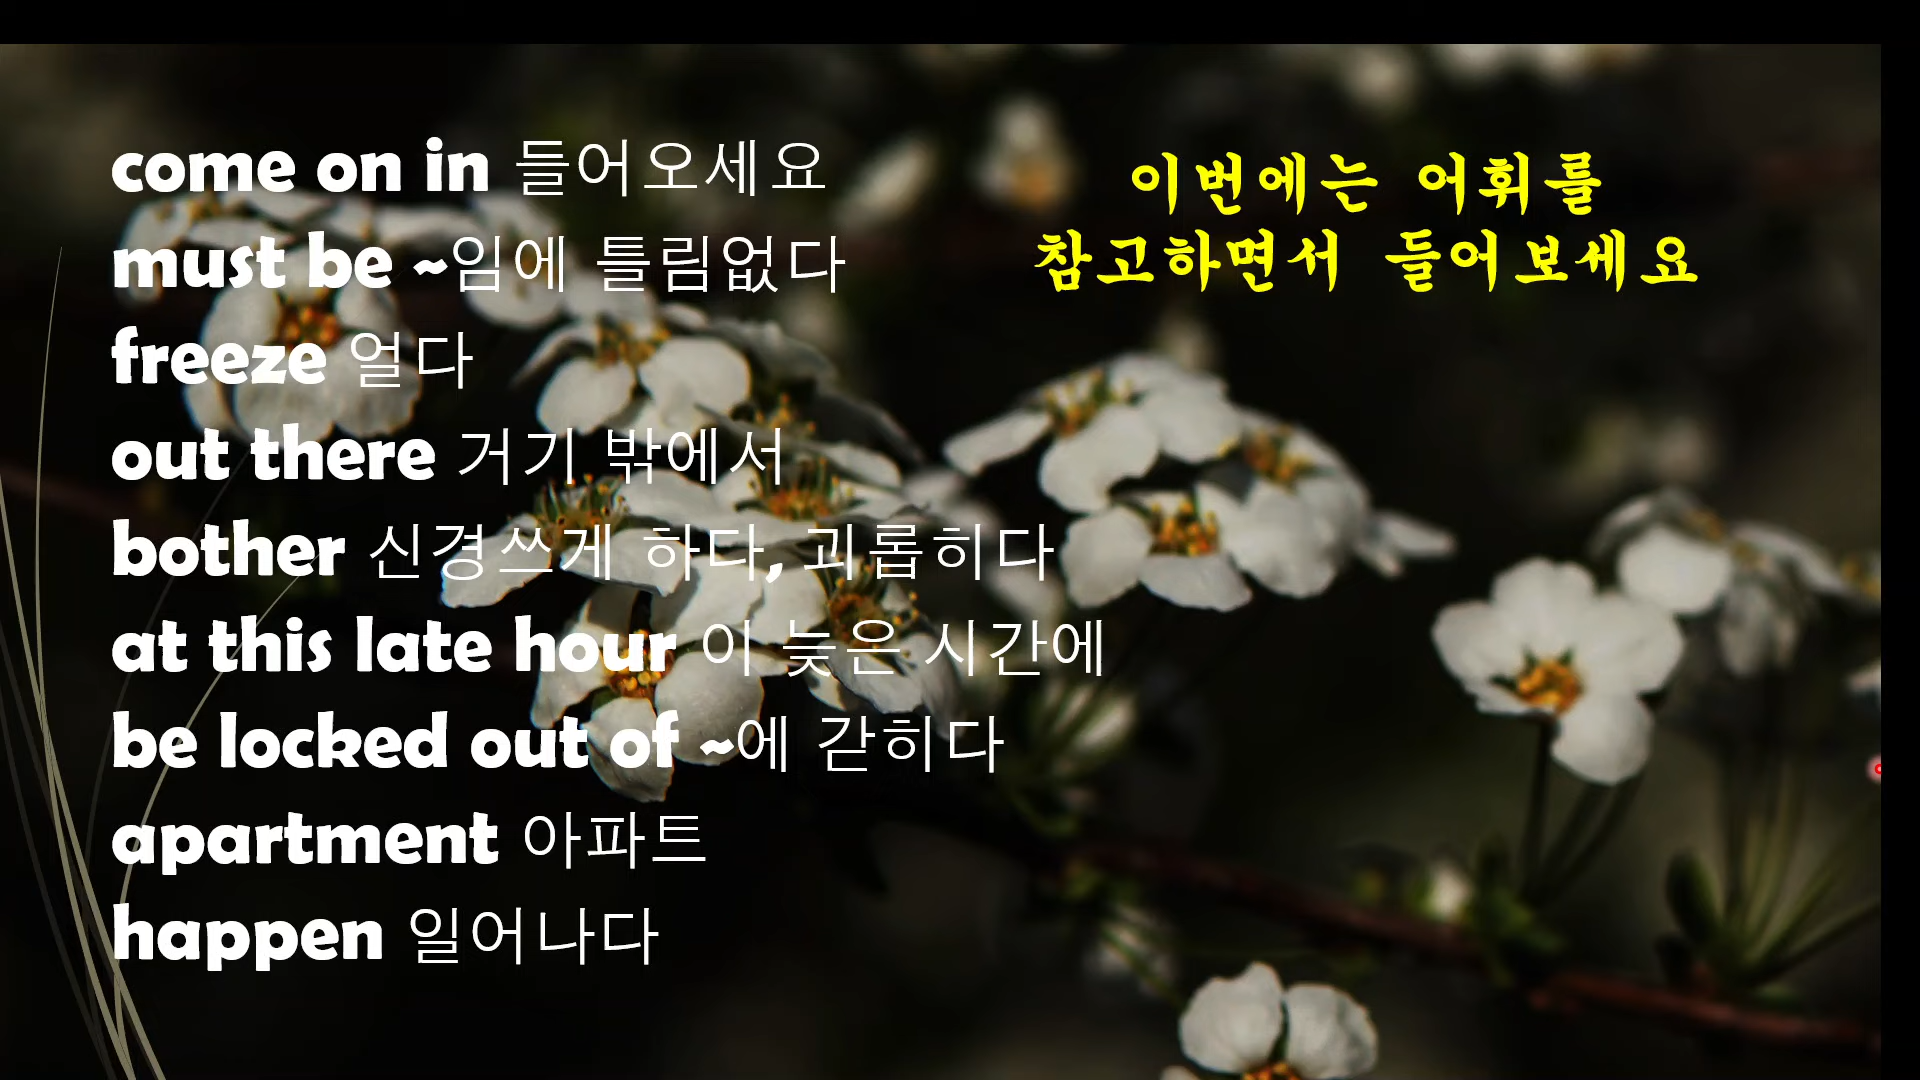 come on in 들어오세요
must be ~임에 틀림없다
freeze 얼다
out there 거기 밖에서
bother 신경쓰게 하다, 괴롭히다
at this late hour 이 늦은 시간에
be locked out of ~에 갇히다
apartment 아파트
happen 일어나다
이번에는 어휘를
참고하면서 들어보세요